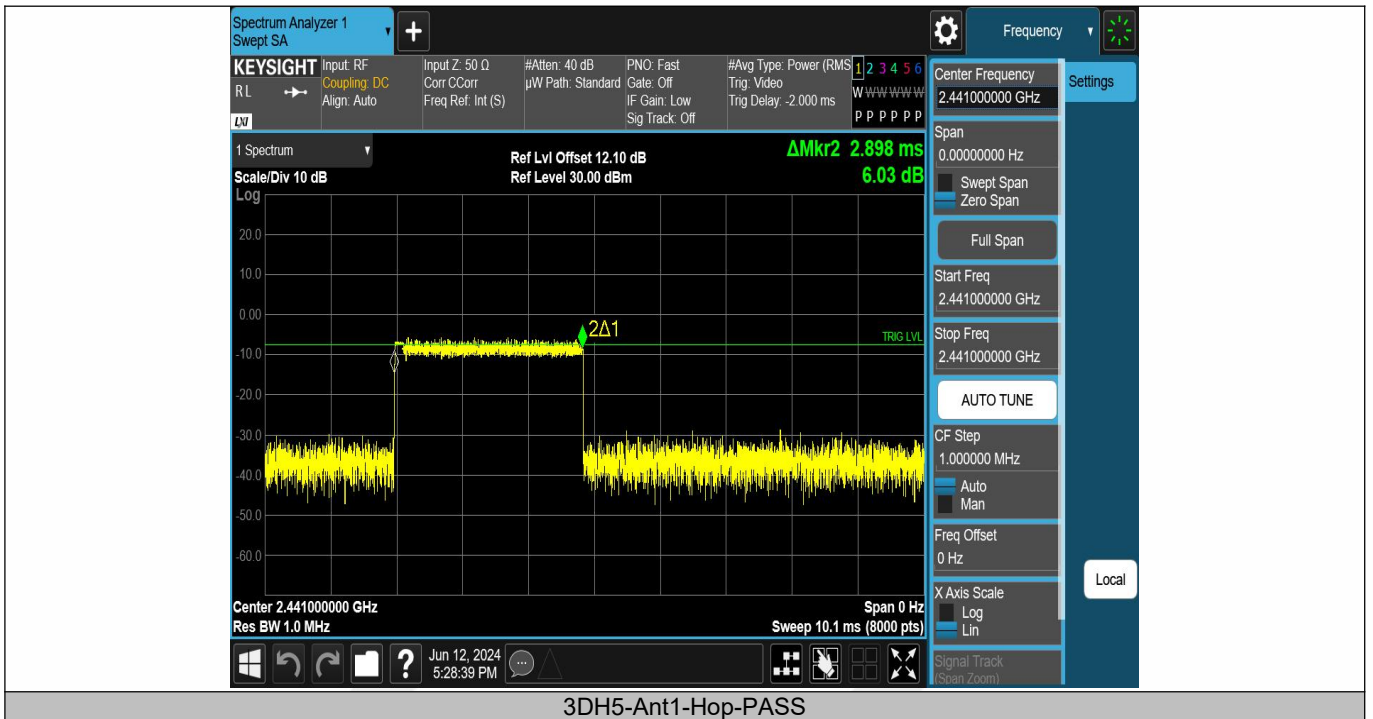 Spectrum Analyzer 1
Swept SA
+
Frequency
KEYSIGHT
RL
LXI
Input: RF
Coupling: DC
Align: Auto
Input Z: 50 Ω
Corr CCorr
Freq Ref: Int (S)
#Atten: 40 dB
µW Path: Standard
PNO: Fast
Gate: Off
IF Gain: Low
Sig Track: Off
#Avg Type: Power (RMS
Trig: Video
Trig Delay: -2.000 ms
1 2 3 4 5 6
W W W W W W
P P P P P P
1 Spectrum
Scale/Div 10 dB
Ref Lvl Offset 12.10 dB
Ref Level 30.00 dBm
ΔMkr2 2.898 ms
6.03 dB
Log
20.0
10.0
0.00
-10.0
-20.0
-30.0
-40.0
-50.0
-60.0
2Δ1
TRIG LVL
Center 2.441000000 GHz
Res BW 1.0 MHz
Span 0 Hz
Sweep 10.1 ms (8000 pts)
Center Frequency
2.441000000 GHz
Settings
Span
0.00000000 Hz
Swept Span
Zero Span
Full Span
Start Freq
2.441000000 GHz
Stop Freq
2.441000000 GHz
AUTO TUNE
CF Step
1.000000 MHz
Auto
Man
Freq Offset
0 Hz
X Axis Scale
Log
Lin
Local
Signal Track
(Span Zoom)
?
Jun 12, 2024
5:28:39 PM
3DH5-Ant1-Hop-PASS